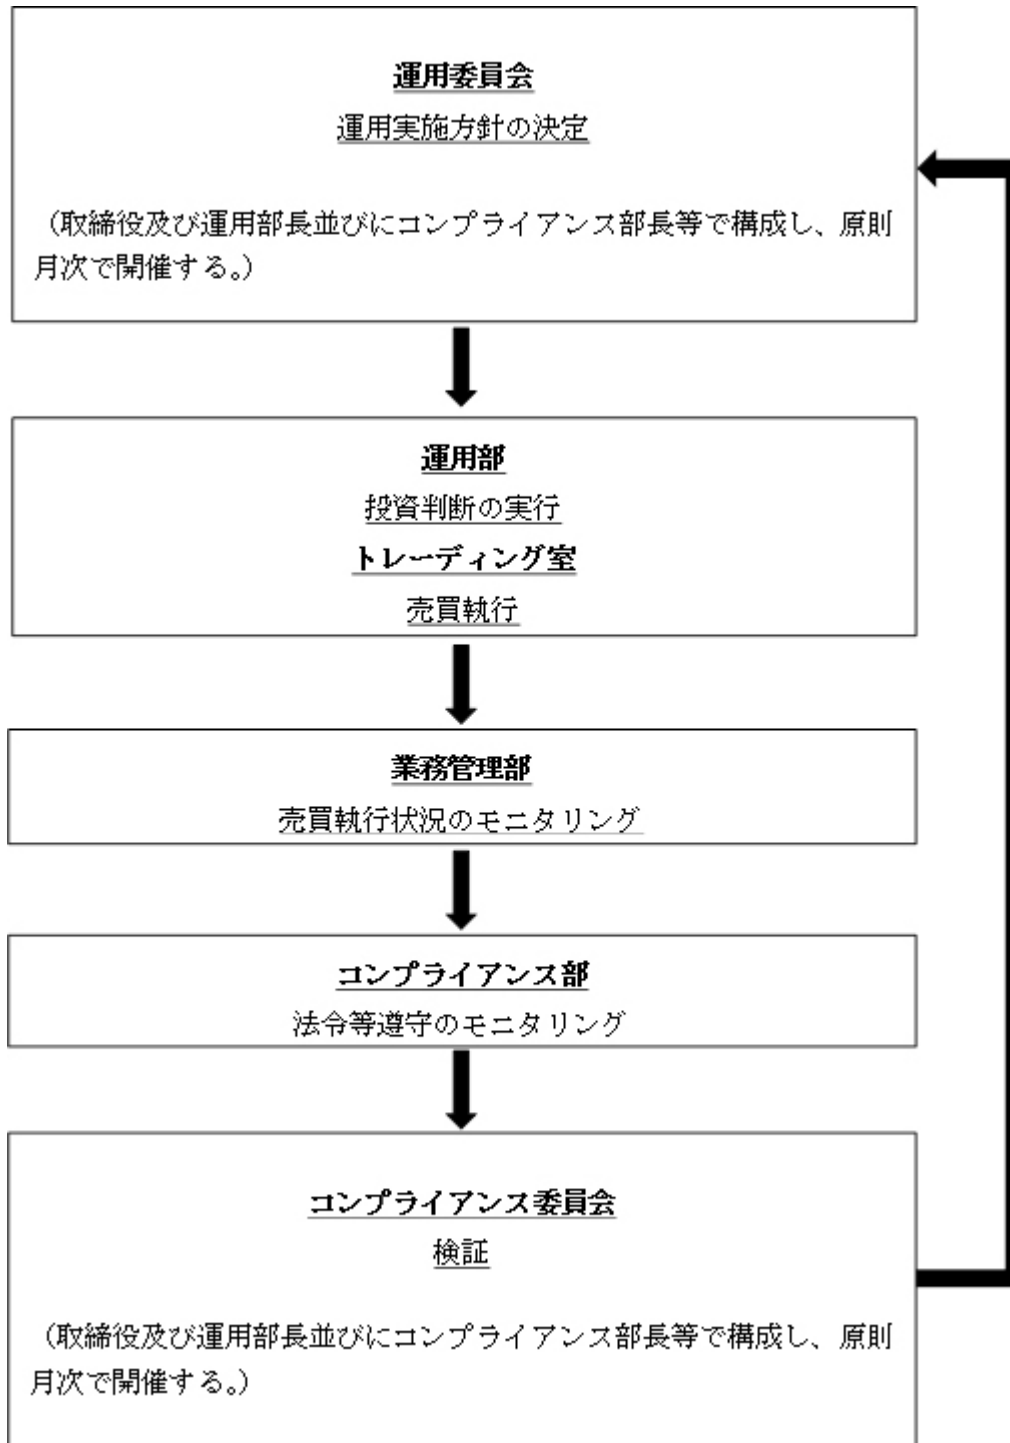 運用委員会
運用実施方針の決定
（取締役及び運用部長並びにコンプライアンス部長等で構成し、原則
月次で開催する。）
運用部
投資判断の実行
トレーディング室
売買執行
業務管理部
売買執行状況のモニタリング
コンプライアンス部
法令等遵守のモニタリング
コンプライアンス委員会
検証
（取締役及び運用部長並びにコンプライアンス部長等で構成し、原則
月次で開催する。）